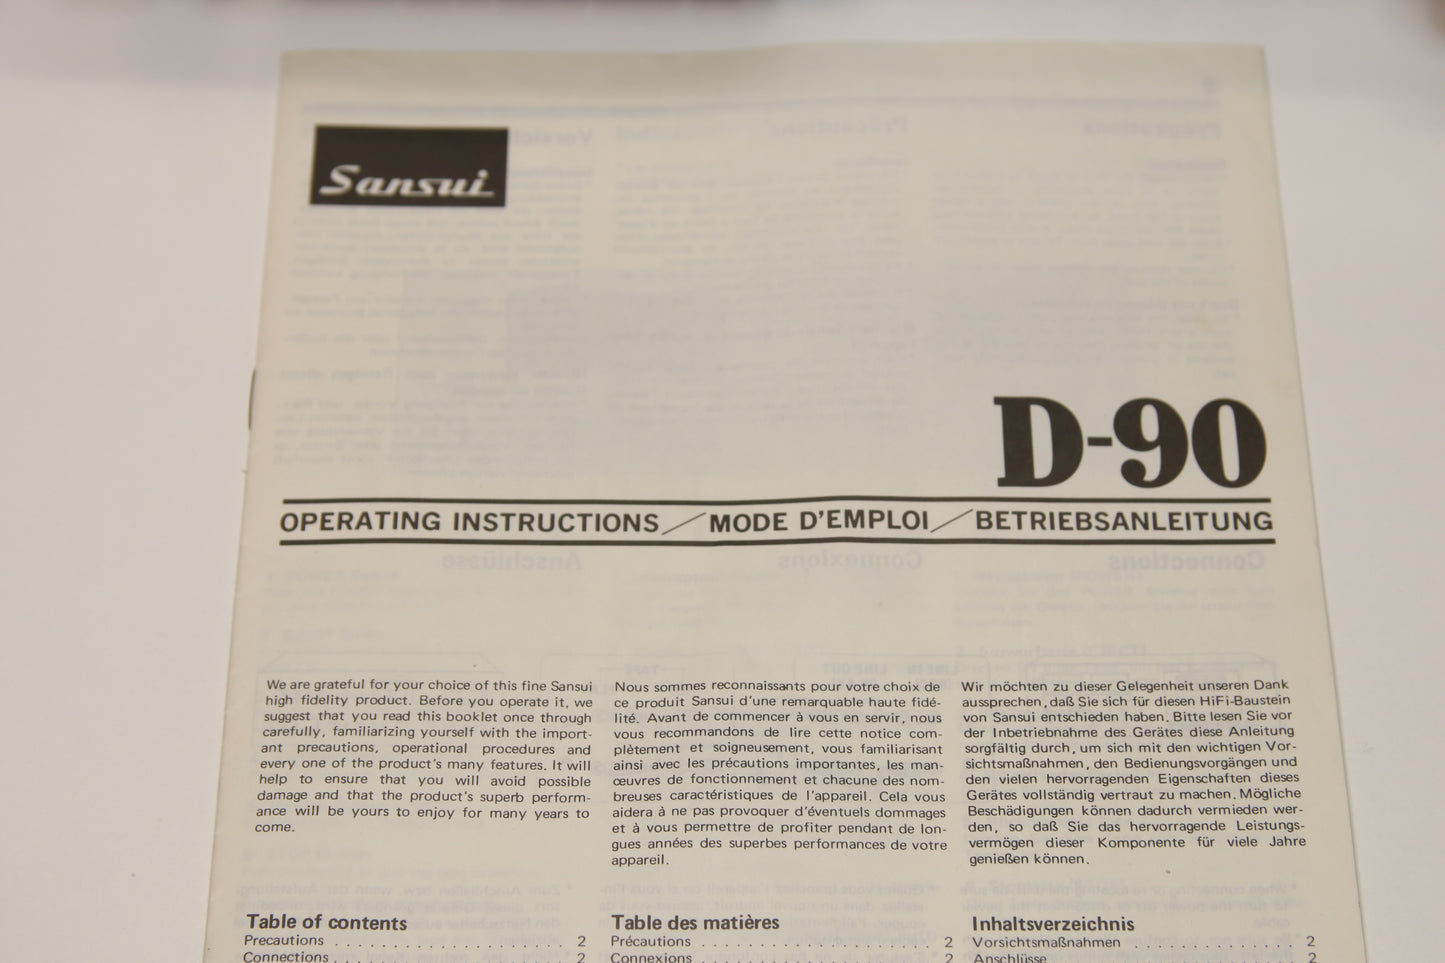 Sansui
D-90
OPERATING INSTRUCTIONS/MODE D'EMPLOI/BETRIEBSANLEITUNG
We are grateful for your choice of this fine Sansui
high fidelity product. Before you operate it, we
suggest that you read this booklet once through
carefully, familiarizing yourself with the import-
ant precautions, operational procedures and
every one of the product's many features. It will
help to ensure that you will avoid possible
damage and that the product's superb perform-
ance will be yours to enjoy for many years to
come.
Nous sommes reconnaissants pour votre choix de
ce produit Sansui d'une remarquable haute fidé-
lité. Avant de commencer à vous en servir, nous
vous recommandons de lire cette notice com-
plètement et soigneusement, vous familiarisant
ainsi avec les précautions importantes, les man-
œuvres de fonctionnement et chacune des nom-
breuses caractéristiques de l'appareil. Cela vous
aidera à ne pas provoquer d'éventuels dommages
et à vous permettre de profiter pendant de lon-
gues années des superbes performances de votre
appareil.
Wir möchten zu dieser Gelegenheit unseren Dank
aussprechen, daß Sie sich für diesen HiFi-Baustein
von Sansui entschieden haben. Bitte lesen Sie vor
der Inbetriebnahme des Gerätes diese Anleitung
sorgfältig durch, um sich mit den wichtigen Vor-
sichtsmaßnahmen, den Bedienungsvorgängen und
den vielen hervorragenden Eigenschaften dieses
Gerätes vollständig vertraut zu machen. Mögliche
Beschädigungen können dadurch vermieden wer-
den, so daß Sie das hervorragende Leistungs-
vermögen dieser Komponente für viele Jahre
genießen können.
Table of contents
Precautions . . . . . . . . . . . . . . . . . . 2
Connections . . . . . . . . . . . . . . . . . . 2
Table des matières
Précautions . . . . . . . . . . . . . . . . . . 2
Connexions . . . . . . . . . . . . . . . . . . 2
Inhaltsverzeichnis
Vorsichtsmaßnahmen . . . . . . . . . . . . . 2
Anschlüsse . . . . . . . . . . . . . . . . . . 2